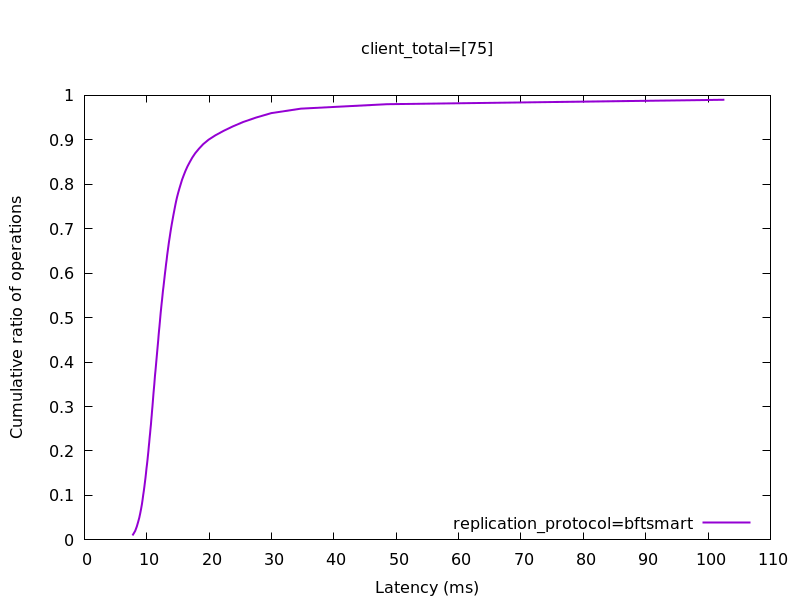 client_total=[75]
1
0.9
0.8
0.7
0.6
0.5
0.4
0.3
0.2
0.1
0
Cumulative ratio of operations
replication_protocol=bftsmart
0 10 20 30 40 50 60 70 80 90 100 110
Latency (ms)